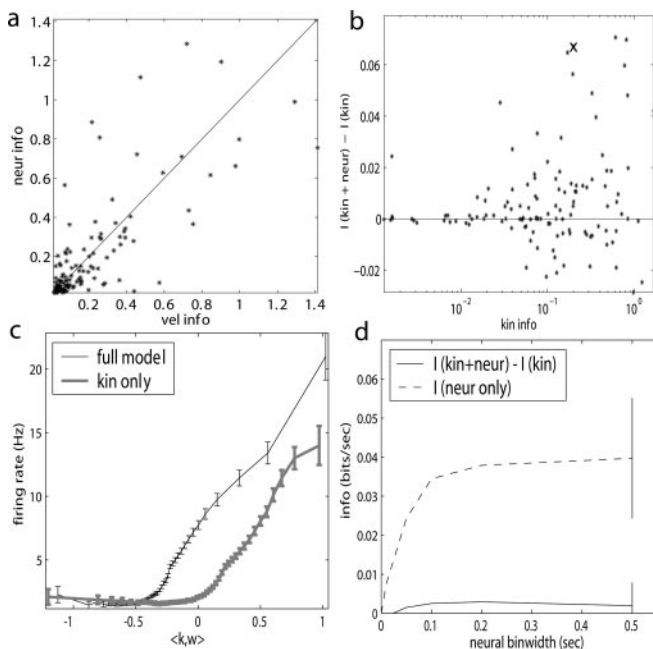 a
1.4
1.2
1
0.8
0.6
0.4
0.2
neur info
0.2 0.4 0.6 0.8 1 1.2 1.4
vel info
b
0.06
0.04
0.02
0
−0.02
I (kin + neur) − I (kin)
x
10⁻² 10⁻¹ 10⁰
kin info
c
full model
kin only
20
15
10
5
firing rate (Hz)
-1 -0.5 0 0.5 1
<k,w>
d
I (kin+neur) - I (kin)
I (neur only)
0.06
0.05
0.04
0.03
0.02
0.01
0
info (bits/sec)
0 0.1 0.2 0.3 0.4 0.5
neural binwidth (sec)